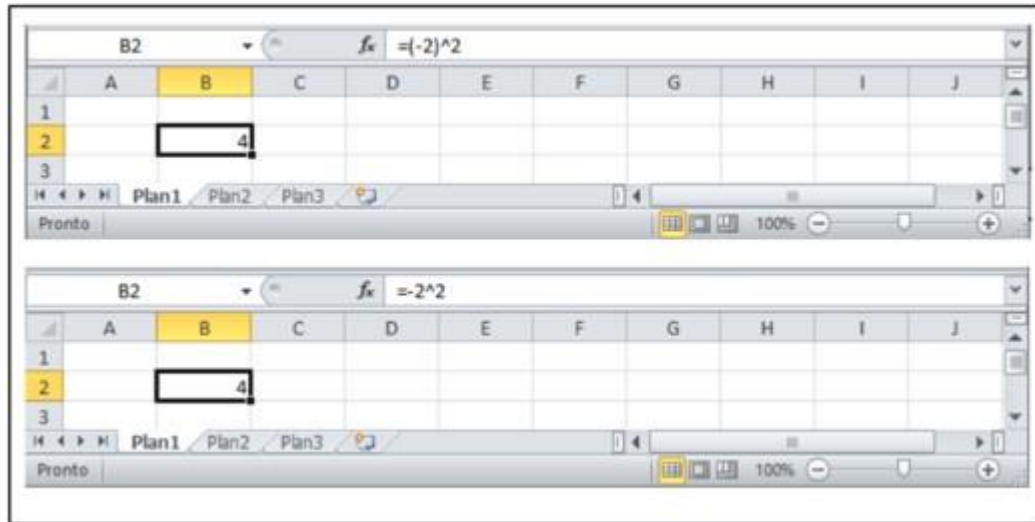 B2 fx =(-2)^2
A B C D E F G H I J
1
2 4
3
Plan1 Plan2 Plan3
Pronto 100%
B2 fx =-2^2
A B C D E F G H I J
1
2 4
3
Plan1 Plan2 Plan3
Pronto 100%